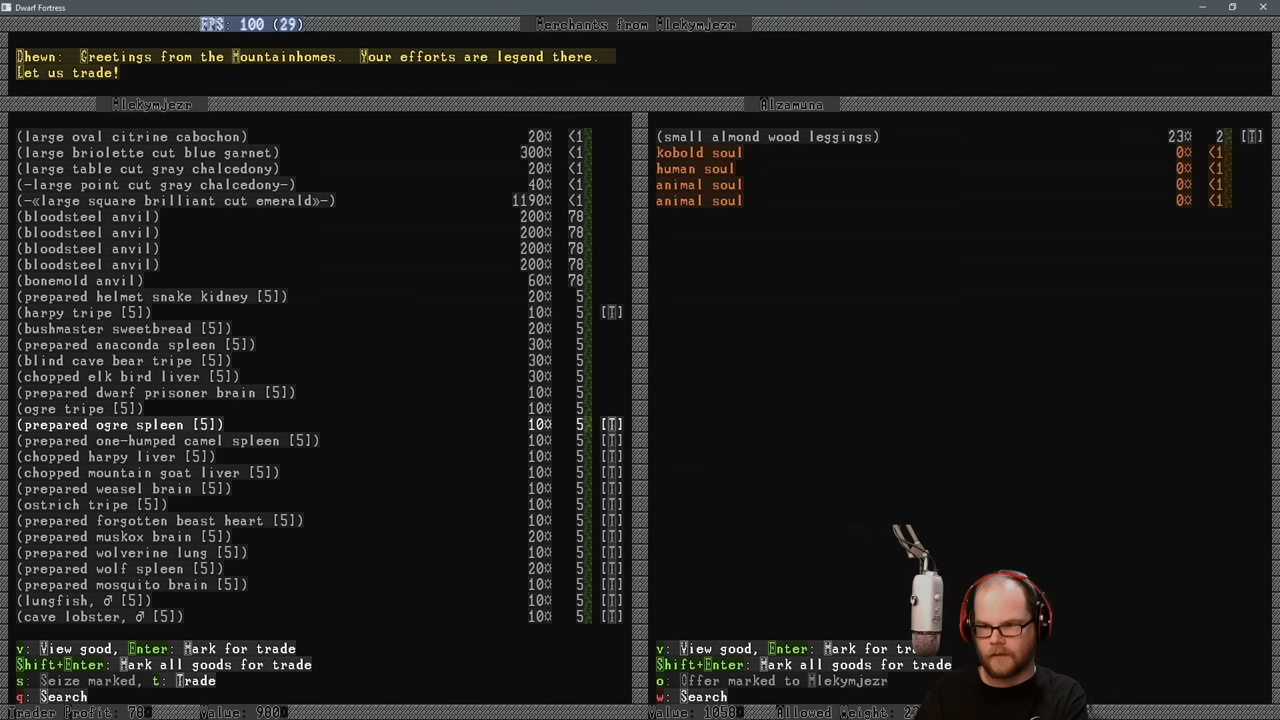 Dwarf Fortress
FPS: 100 (29) Merchants from Mlekymjezr
Dhewn: Greetings from the Mountainhomes. Your efforts are legend there.
Let us trade!
Mlekymjezr Alzamuna
(large oval citrine cabochon) 20☼ <1 (small almond wood leggings) 23☼ 2 [T]
(large briolette cut blue garnet) 300☼ <1 kobold soul 0☼ <1
(large table cut gray chalcedony) 20☼ <1 human soul 0☼ <1
(-large point cut gray chalcedony-) 40☼ <1 animal soul 0☼ <1
(-«large square brilliant cut emerald»-) 1190☼ <1 animal soul 0☼ <1
(bloodsteel anvil) 200☼ 78
(bloodsteel anvil) 200☼ 78
(bloodsteel anvil) 200☼ 78
(bloodsteel anvil) 200☼ 78
(bonemold anvil) 60☼ 78
(prepared helmet snake kidney [5]) 20☼ 5
(harpy tripe [5]) 10☼ 5 [T]
(bushmaster sweetbread [5]) 20☼ 5
(prepared anaconda spleen [5]) 30☼ 5
(blind cave bear tripe [5]) 30☼ 5
(chopped elk bird liver [5]) 30☼ 5
(prepared dwarf prisoner brain [5]) 10☼ 5
(ogre tripe [5]) 10☼ 5
(prepared ogre spleen [5]) 10☼ 5 [T]
(prepared one-humped camel spleen [5]) 10☼ 5 [T]
(chopped harpy liver [5]) 10☼ 5 [T]
(chopped mountain goat liver [5]) 10☼ 5 [T]
(prepared weasel brain [5]) 10☼ 5 [T]
(ostrich tripe [5]) 10☼ 5 [T]
(prepared forgotten beast heart [5]) 10☼ 5 [T]
(prepared muskox brain [5]) 20☼ 5 [T]
(prepared wolverine lung [5]) 10☼ 5 [T]
(prepared wolf spleen [5]) 20☼ 5 [T]
(prepared mosquito brain [5]) 10☼ 5 [T]
(lungfish, ♂ [5]) 10☼ 5 [T]
(cave lobster, ♂ [5]) 10☼ 5 [T]
v: View good, Enter: Mark for trade v: View good, Enter: Mark for
Shift+Enter: Mark all goods for trade Shift+Enter: Mark all goods for trade
s: Seize marked, t: Trade o: Offer marked to Mlekymjezr
q: Search w: Search
Trader Profit: 78☼ Value: 980☼ Value: 1058☼ Allowed Weight: